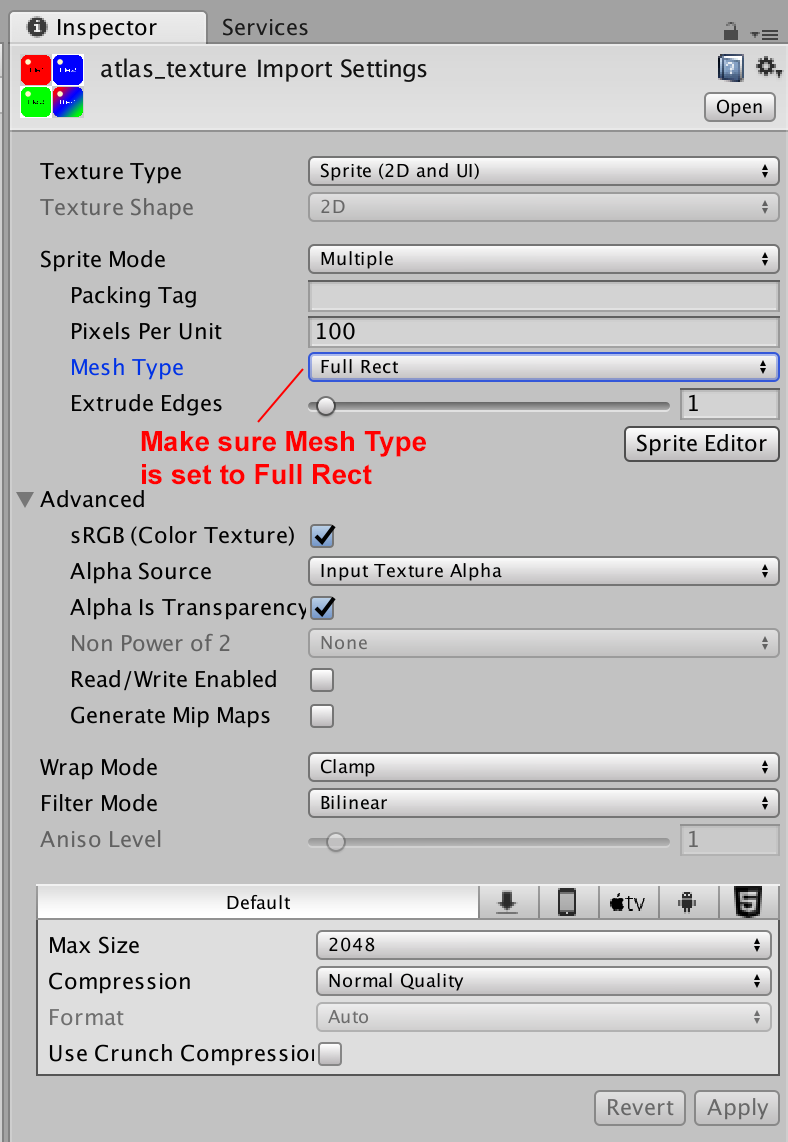 Inspector
Services
atlas_texture Import Settings
Open
Texture Type
Sprite (2D and UI)
Texture Shape
2D
Sprite Mode
Multiple
Packing Tag
Pixels Per Unit
100
Mesh Type
Full Rect
Extrude Edges
1
Make sure Mesh Type
is set to Full Rect
Sprite Editor
Advanced
sRGB (Color Texture)
Alpha Source
Input Texture Alpha
Alpha Is Transparency
Non Power of 2
None
Read/Write Enabled
Generate Mip Maps
Wrap Mode
Clamp
Filter Mode
Bilinear
Aniso Level
1
Default
tv
Max Size
2048
Compression
Normal Quality
Format
Auto
Use Crunch Compression
Revert
Apply